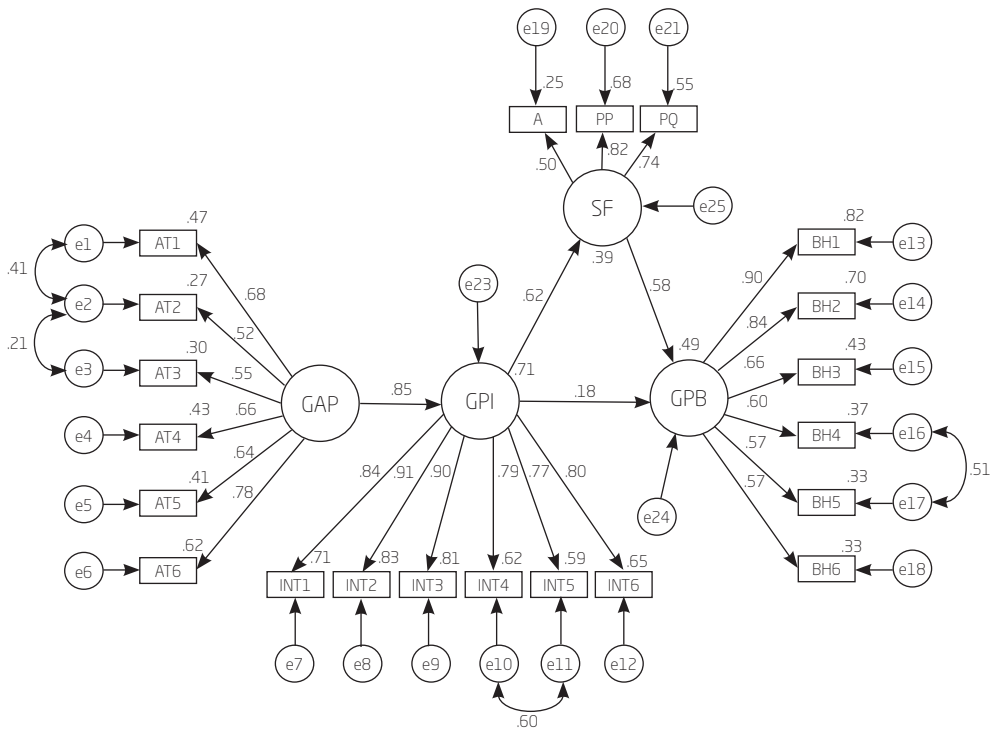 e19 e20 e21
.25 .68 .55
A PP PQ
.50 .82 .74
SF e25
.39
.47 .82
e1 AT1 BH1 e13
.41 .68 .62 .58 .90
.27 e23 .70
e2 AT2 BH2 e14
.21 .52 .84
.30 .71 .49 .43
e3 AT3 .55 .66 BH3 e15
.43 GAP .85 GPI .18 GPB .60 .37
e4 AT4 .66 .57 BH4 e16
.41 .64 .51
.84 .91 .90 .79 .77 .80 .57 .33
e5 AT5 .78 BH5 e17
e24
.62 .71 .83 .81 .62 .59 .65 .33
e6 AT6 BH6 e18
INT1 INT2 INT3 INT4 INT5 INT6
e7 e8 e9 e10 e11 e12
.60